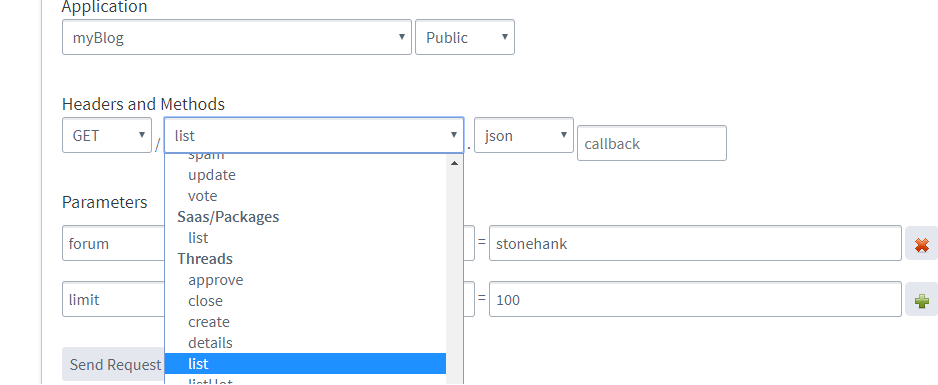 Application
myBlog Public
Headers and Methods
GET / list . json callback
spam
update
vote
Parameters
Saas/Packages
list
forum = stonehank
Threads
approve
close
limit = 100
create
details
Send Request
list
listHot